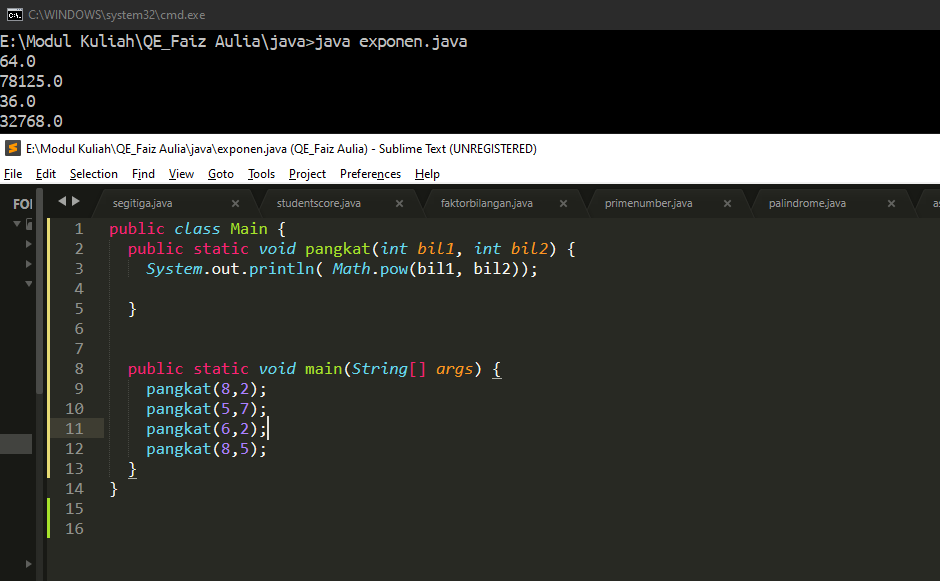 C:\WINDOWS\system32\cmd.exe
E:\Modul Kuliah\QE_Faiz Aulia\java>java exponen.java
64.0
78125.0
36.0
32768.0
E:\Modul Kuliah\QE_Faiz Aulia\java\exponen.java (QE_Faiz Aulia) - Sublime Text (UNREGISTERED)
File Edit Selection Find View Goto Tools Project Preferences Help
segitiga.java × studentscore.java × faktorbilangan.java × primenumber.java × palindrome.java ×
1 public class Main {
2 public static void pangkat(int bil1, int bil2) {
3 System.out.println( Math.pow(bil1, bil2));
4
5 }
6
7
8 public static void main(String[] args) {
9 pangkat(8,2);
10 pangkat(5,7);
11 pangkat(6,2);
12 pangkat(8,5);
13 }
14 }
15
16